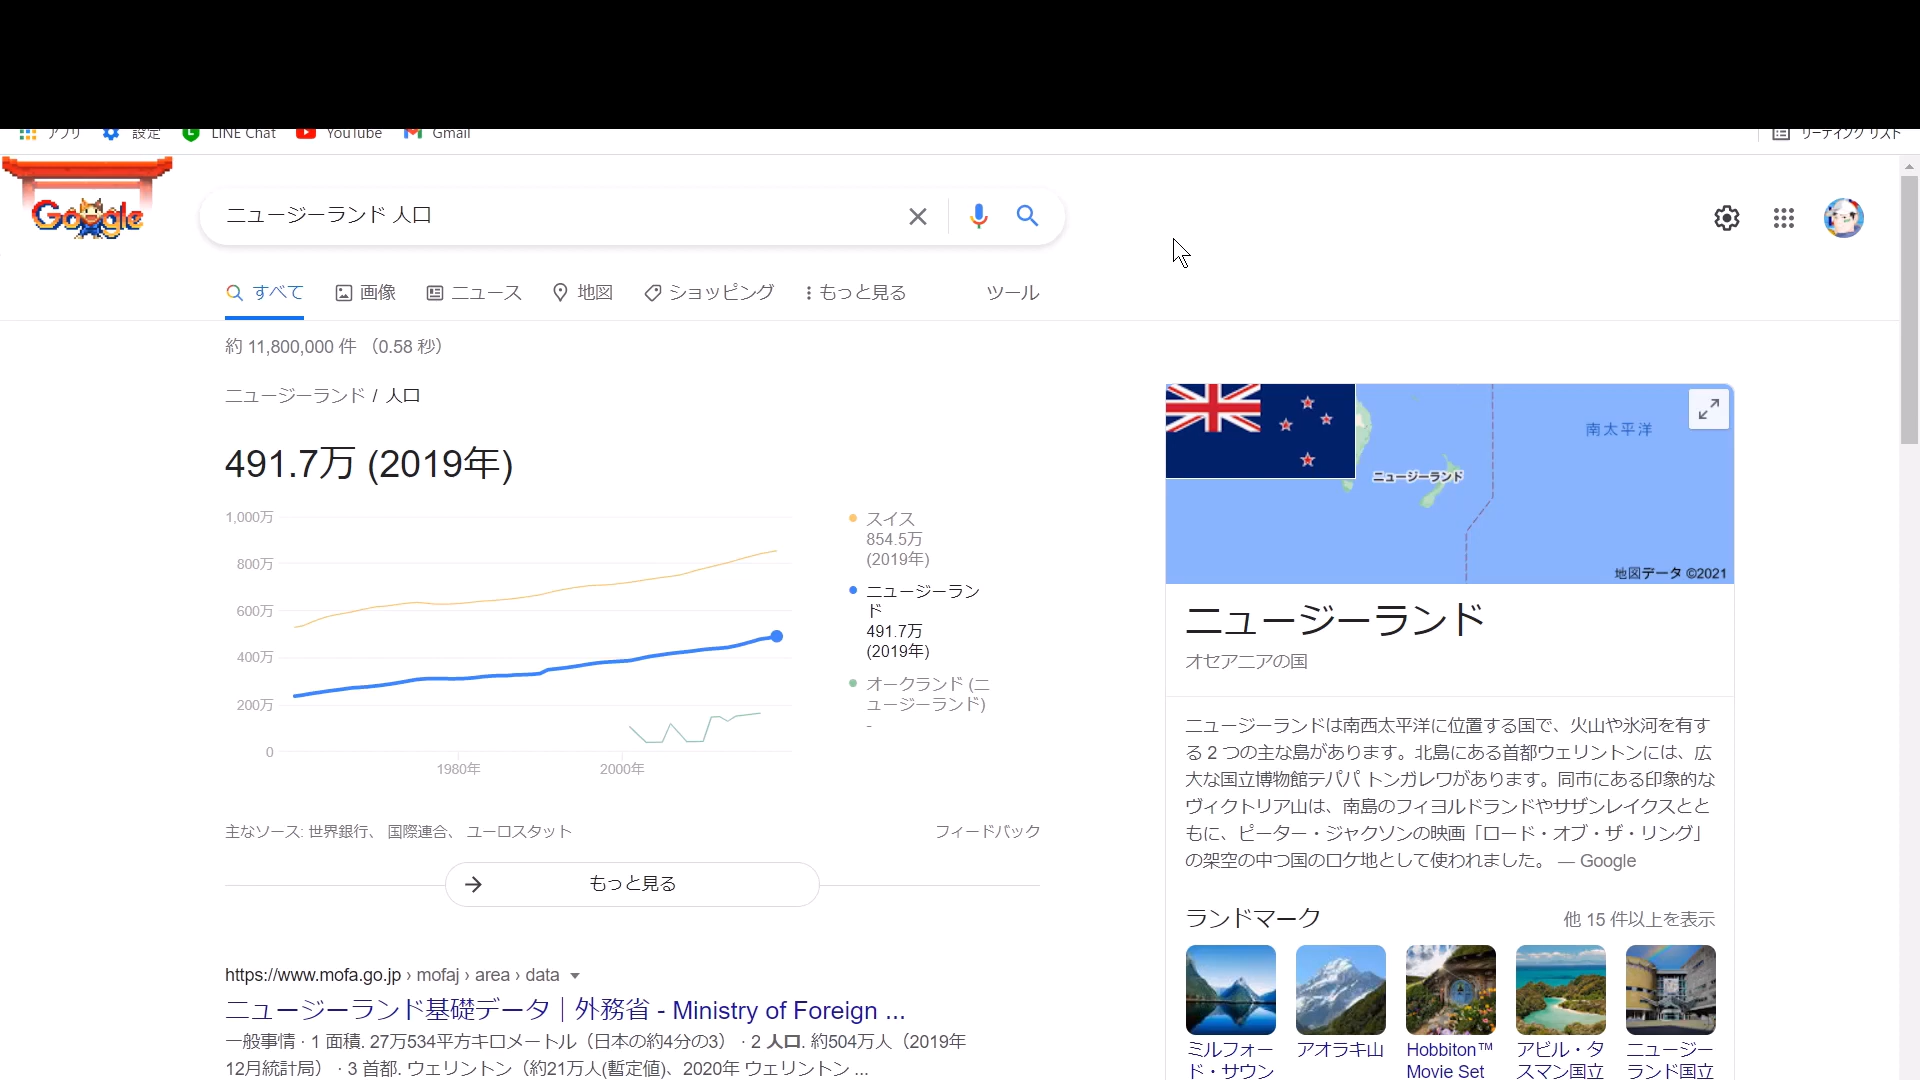 アプリ 設定 LINE Chat YouTube Gmail リーディング リスト
Google
ニュージーランド 人口
すべて 画像 ニュース 地図 ショッピング もっと見る ツール
約 11,800,000 件 （0.58 秒）
ニュージーランド / 人口
491.7万 (2019年)
1,000万
800万
600万
400万
200万
0
1980年 2000年
スイス
854.5万
(2019年)
ニュージーラン
ド
491.7万
(2019年)
オークランド (ニ
ュージーランド)
-
主なソース: 世界銀行、 国際連合、 ユーロスタット フィードバック
もっと見る
https://www.mofa.go.jp › mofaj › area › data
ニュージーランド基礎データ｜外務省 - Ministry of Foreign ...
一般事情 · 1 面積. 27万534平方キロメートル（日本の約4分の3） · 2 人口. 約504万人（2019年
12月統計局） · 3 首都. ウェリントン（約21万人(暫定値)、2020年 ウェリントン ...
南太平洋
ニュージーランド
地図データ ©2021
ニュージーランド
オセアニアの国
ニュージーランドは南西太平洋に位置する国で、火山や氷河を有す
る 2 つの主な島があります。北島にある首都ウェリントンには、広
大な国立博物館テパパ トンガレワがあります。同市にある印象的な
ヴィクトリア山は、南島のフィヨルドランドやサザンレイクスとと
もに、ピーター・ジャクソンの映画「ロード・オブ・ザ・リング」
の架空の中つ国のロケ地として使われました。 ― Google
ランドマーク 他 15 件以上を表示
ミルフォー
ド・サウン
アオラキ山
Hobbiton™
Movie Set
アビル・タ
スマン国立
ニュージー
ランド国立